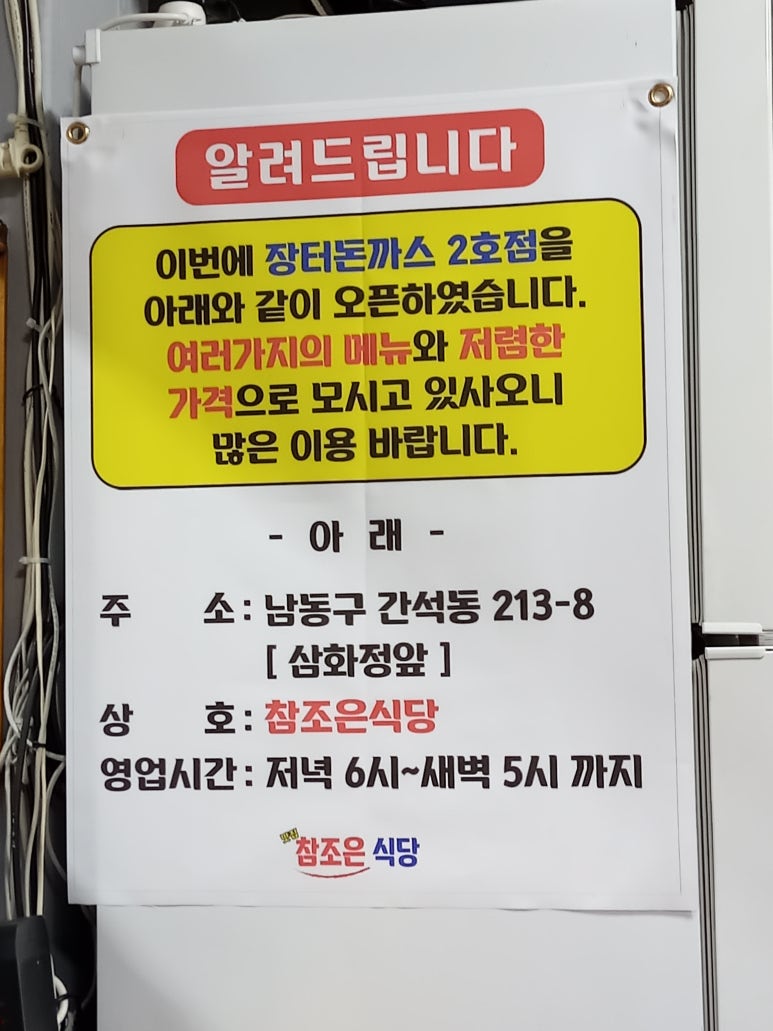 알려드립니다
이번에 장터돈까스 2호점을
아래와 같이 오픈하였습니다.
여러가지의 메뉴와 저렴한
가격으로 모시고 있사오니
많은 이용 바랍니다.
- 아 래 -
주 소 : 남동구 간석동 213-8
[ 삼화정앞 ]
상 호 : 참조은식당
영업시간 : 저녁 6시~새벽 5시 까지
맛집
참조은 식당